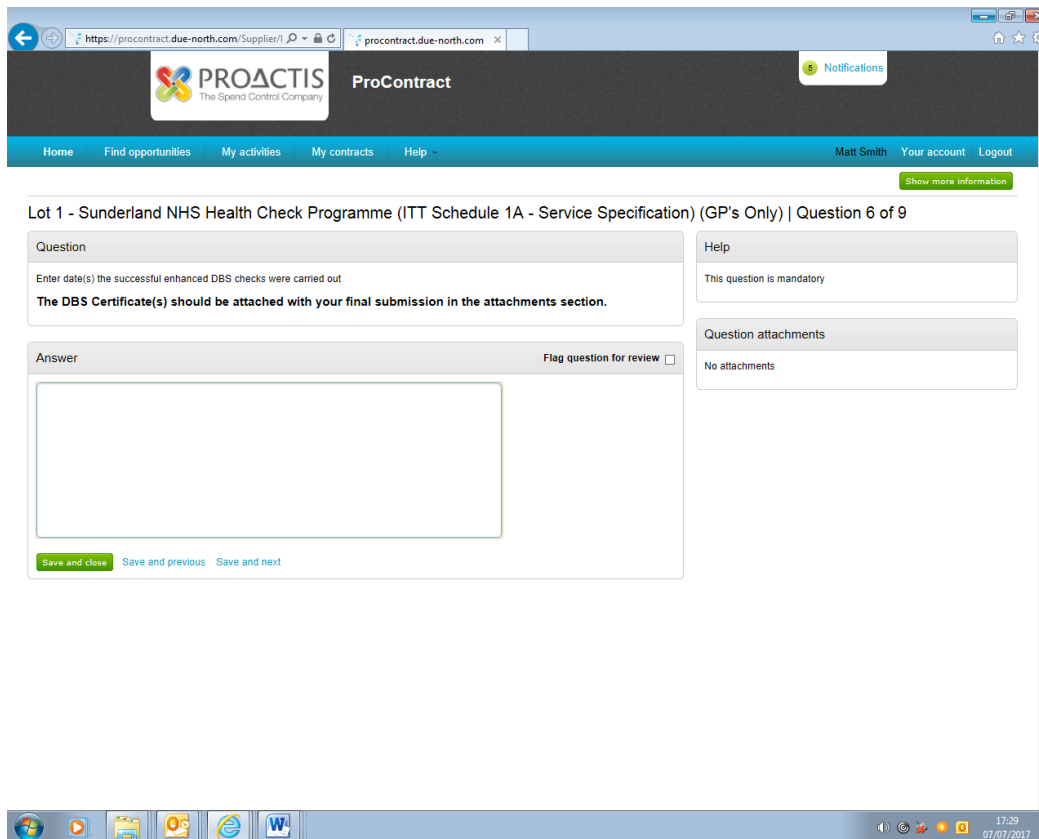 https://procontract.due-north.com/Supplier/
procontract.due-north.com
PROACTIS
The Spend Control Company
ProContract
5 Notifications
Home Find opportunities My activities My contracts Help
Matt Smith Your account Logout
Show more information
Lot 1 - Sunderland NHS Health Check Programme (ITT Schedule 1A - Service Specification) (GP's Only) | Question 6 of 9
Question
Enter date(s) the successful enhanced DBS checks were carried out
The DBS Certificate(s) should be attached with your final submission in the attachments section.
Help
This question is mandatory
Question attachments
No attachments
Answer
Flag question for review
Save and close Save and previous Save and next
17:29
07/07/2017